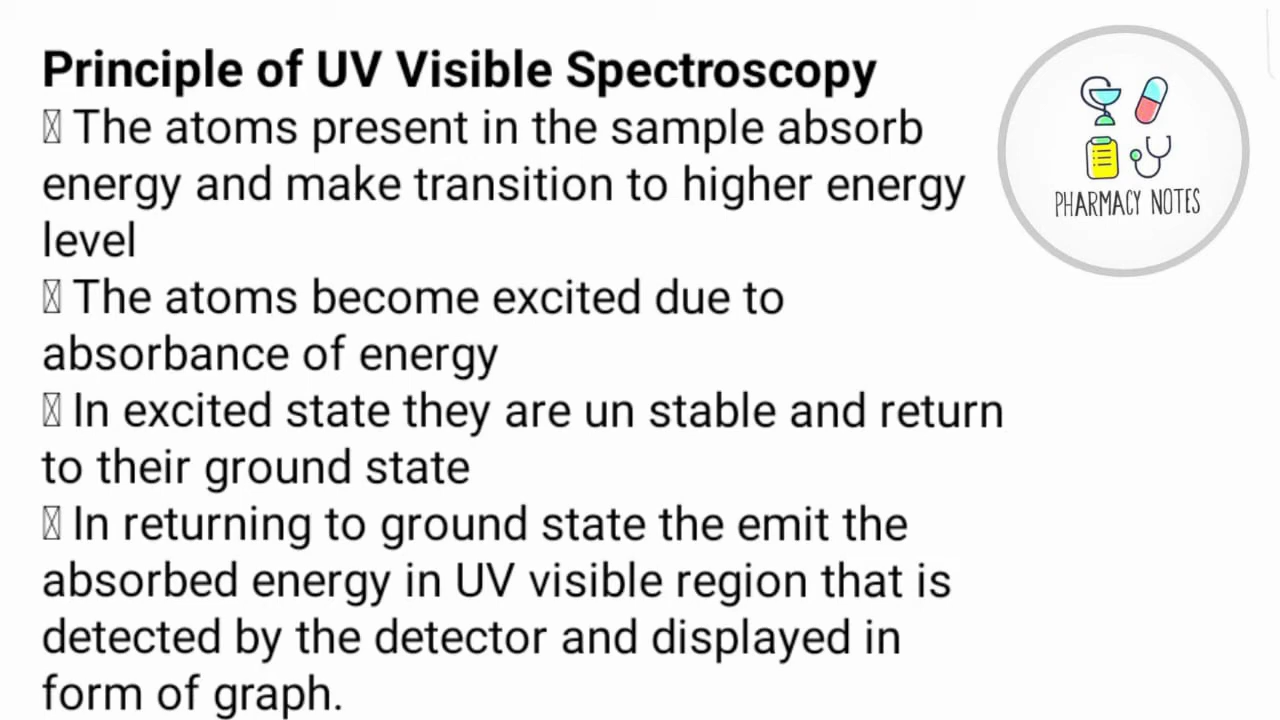 Principle of UV Visible Spectroscopy
The atoms present in the sample absorb
energy and make transition to higher energy
level
The atoms become excited due to
absorbance of energy
In excited state they are un stable and return
to their ground state
In returning to ground state the emit the
absorbed energy in UV visible region that is
detected by the detector and displayed in
form of graph.
PHARMACY NOTES